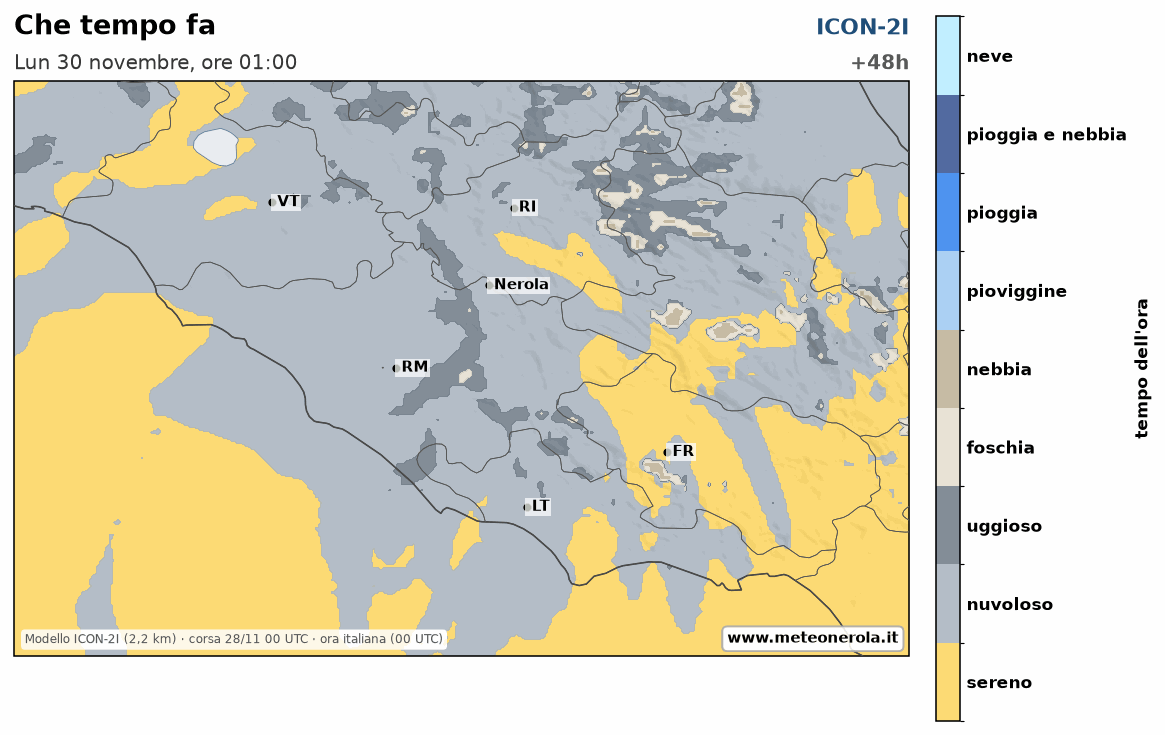 Che tempo fa
ICON-2I
Lun 30 novembre, ore 01:00
+48h
VT
RI
Nerola
RM
FR
LT
Modello ICON-2I (2,2 km) · corsa 28/11 00 UTC · ora italiana (00 UTC)
www.meteonerola.it
neve
pioggia e nebbia
pioggia
pioviggine
nebbia
foschia
uggioso
nuvoloso
sereno
tempo dell'ora